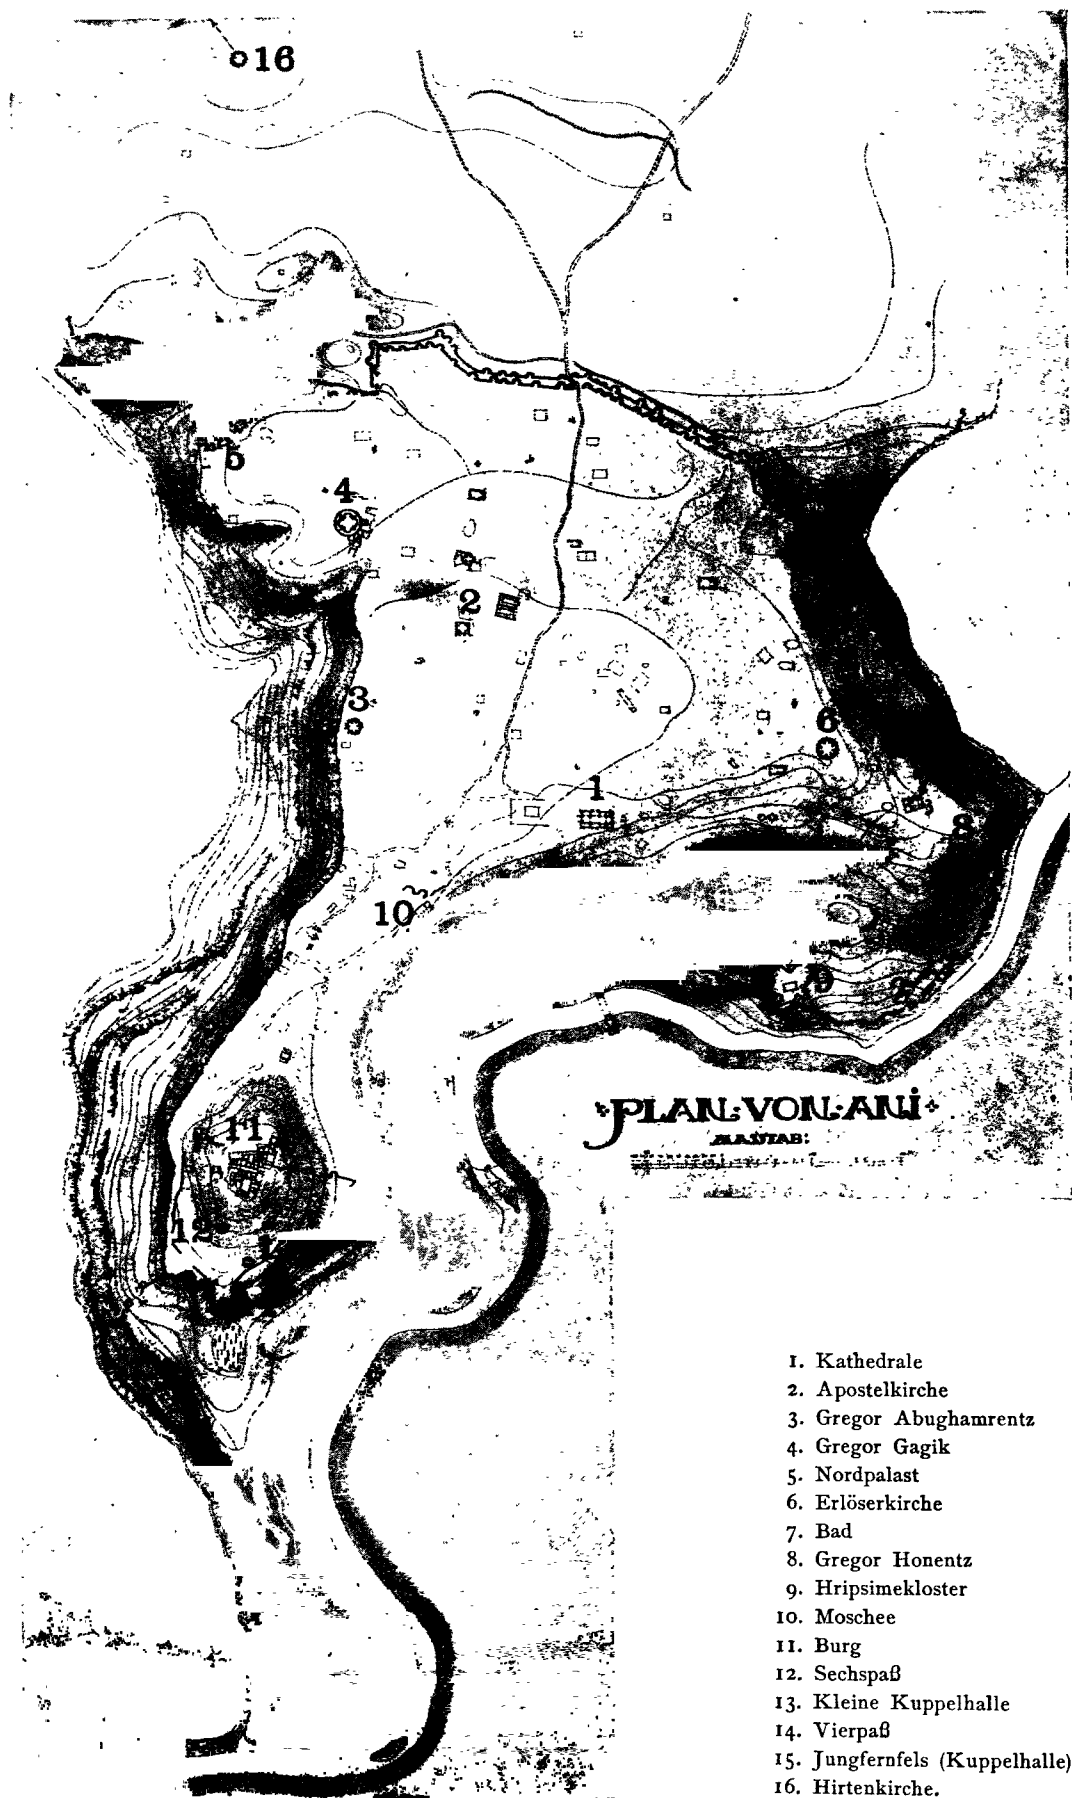 16
5
4
2
3
6
1
8
10
9
PLAN·VON·ANI
MAẞSTAB:
11
12
1. Kathedrale
2. Apostelkirche
3. Gregor Abughamrentz
4. Gregor Gagik
5. Nordpalast
6. Erlöserkirche
7. Bad
8. Gregor Honentz
9. Hripsimekloster
10. Moschee
11. Burg
12. Sechspaß
13. Kleine Kuppelhalle
14. Vierpaß
15. Jungfernfels (Kuppelhalle)
16. Hirtenkirche.